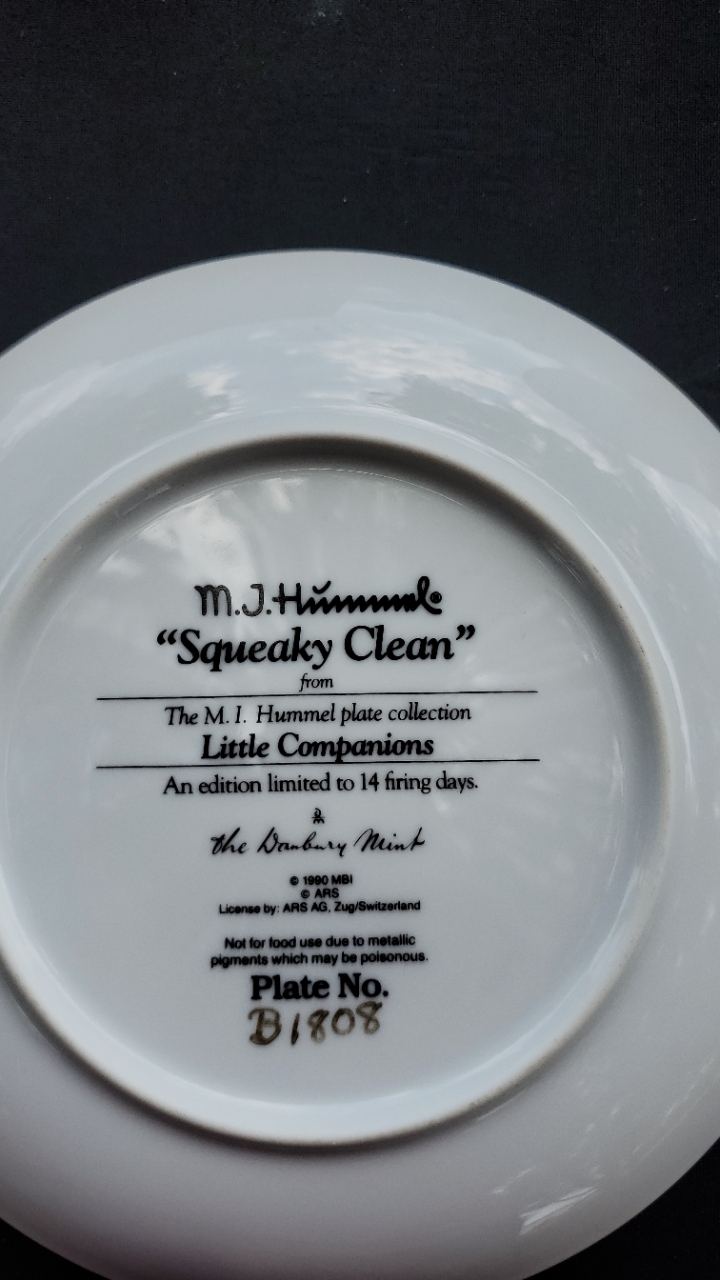 M.J.Hummel®
“Squeaky Clean”
from
The M. I. Hummel plate collection
Little Companions
An edition limited to 14 firing days.
the Danbury Mint
© 1990 MBI
© ARS
License by: ARS AG, Zug/Switzerland
Not for food use due to metallic
pigments which may be poisonous.
Plate No.
B1808